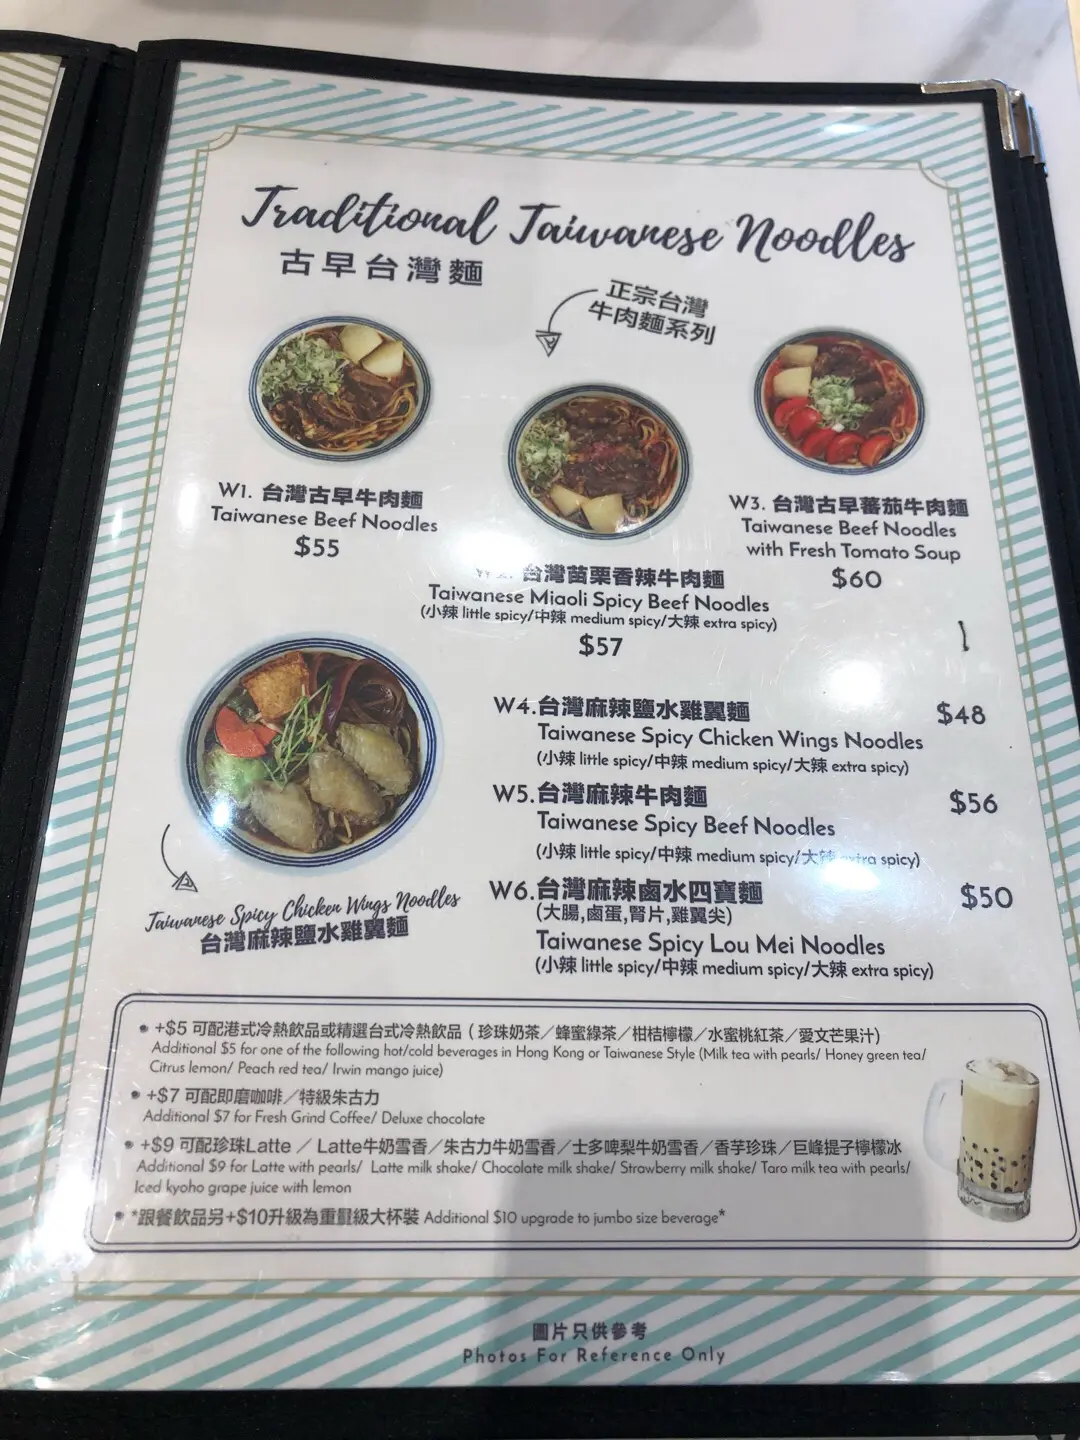 Traditional Taiwanese Noodles
古早台灣麵
正宗台灣
牛肉麵系列
W1. 台灣古早牛肉麵
Taiwanese Beef Noodles
$55
台灣苗栗香辣牛肉麵
Taiwanese Miaoli Spicy Beef Noodles
(小辣 little spicy/中辣 medium spicy/大辣 extra spicy)
$57
W3. 台灣古早蕃茄牛肉麵
Taiwanese Beef Noodles
with Fresh Tomato Soup
$60
W4.台灣麻辣鹽水雞翼麵 $48
Taiwanese Spicy Chicken Wings Noodles
(小辣 little spicy/中辣 medium spicy/大辣 extra spicy)
W5.台灣麻辣牛肉麵 $56
Taiwanese Spicy Beef Noodles
(小辣 little spicy/中辣 medium spicy/大辣 extra spicy)
W6.台灣麻辣鹵水四寶麵 $50
(大腸,鹵蛋,腎片,雞翼尖)
Taiwanese Spicy Lou Mei Noodles
(小辣 little spicy/中辣 medium spicy/大辣 extra spicy)
Taiwanese Spicy Chicken Wings Noodles
台灣麻辣鹽水雞翼麵
• +$5 可配港式冷熱飲品或精選台式冷熱飲品 ( 珍珠奶茶／蜂蜜綠茶／柑桔檸檬／水蜜桃紅茶／愛文芒果汁)
Additional $5 for one of the following hot/cold beverages in Hong Kong or Taiwanese Style (Milk tea with pearls/ Honey green tea/
Citrus lemon/ Peach red tea/ Irwin mango juice)
• +$7 可配即磨咖啡／特級朱古力
Additional $7 for Fresh Grind Coffee/ Deluxe chocolate
• +$9 可配珍珠Latte ／ Latte牛奶雪香／朱古力牛奶雪香／士多啤梨牛奶雪香／香芋珍珠／巨峰提子檸檬冰
Additional $9 for Latte with pearls/ Latte milk shake/ Chocolate milk shake/ Strawberry milk shake/ Taro milk tea with pearls/
Iced kyoho grape juice with lemon
• *跟餐飲品另+$10升級為重量級大杯裝 Additional $10 upgrade to jumbo size beverage*
圖片只供參考
Photos For Reference Only